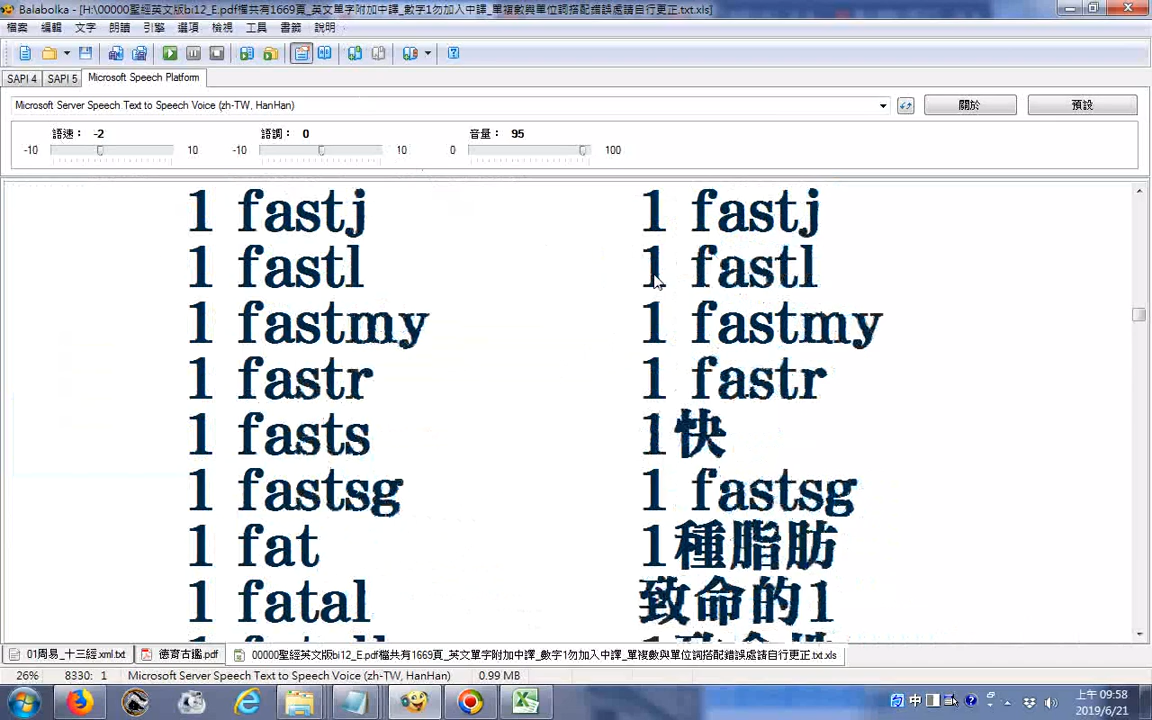 Balabolka - [H:\00000聖經英文版bi12_E.pdf檔共有1669頁_英文單字附加中譯_數字1勿加入中譯_單複數與單位詞搭配錯誤處請自行更正.txt.xls]
檔案 編輯 文字 朗讀 引擎 選項 檢視 工具 書籤 說明
SAPI 4 SAPI 5 Microsoft Speech Platform
Microsoft Server Speech Text to Speech Voice (zh-TW, HanHan) 關於 預設
語速： -2 語調： 0 音量： 95
-10 10 -10 10 0 100
1 fastj 1 fastj
1 fastl 1 fastl
1 fastmy 1 fastmy
1 fastr 1 fastr
1 fasts 1快
1 fastsg 1 fastsg
1 fat 1種脂肪
1 fatal 致命的1
01周易_十三經.xml.txt 德育古鑑.pdf 00000聖經英文版bi12_E.pdf檔共有1669頁_英文單字附加中譯_數字1勿加入中譯_單複數與單位詞搭配錯誤處請自行更正.txt.xls
26% 8330: 1 Microsoft Server Speech Text to Speech Voice (zh-TW, HanHan) 0.99 MB
中 上午 09:58
2019/6/21